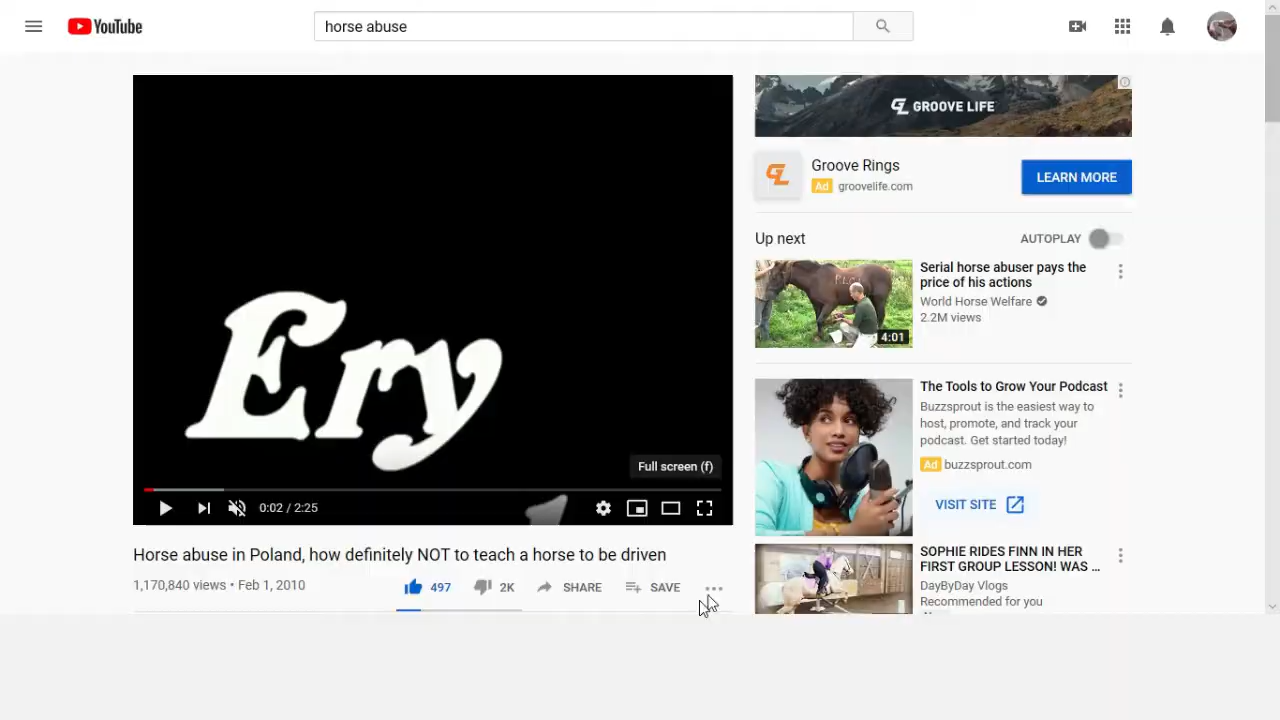 YouTube
horse abuse
Ery
Full screen (f)
0:02 / 2:25
Horse abuse in Poland, how definitely NOT to teach a horse to be driven
1,170,840 views • Feb 1, 2010
497
2K
SHARE
SAVE
GL GROOVE LIFE
GL
Groove Rings
Ad groovelife.com
LEARN MORE
Up next
AUTOPLAY
4:01
Serial horse abuser pays the
price of his actions
World Horse Welfare
2.2M views
The Tools to Grow Your Podcast
Buzzsprout is the easiest way to
host, promote, and track your
podcast. Get started today!
Ad buzzsprout.com
VISIT SITE
SOPHIE RIDES FINN IN HER
FIRST GROUP LESSON! WAS ...
DayByDay Vlogs
Recommended for you